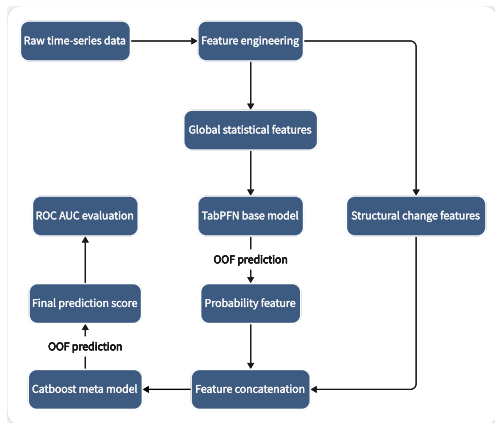 Raw time-series data
Feature engineering
Global statistical features
ROC AUC evaluation
TabPFN base model
Structural change features
OOF prediction
Final prediction score
Probability feature
OOF prediction
Catboost meta model
Feature concatenation